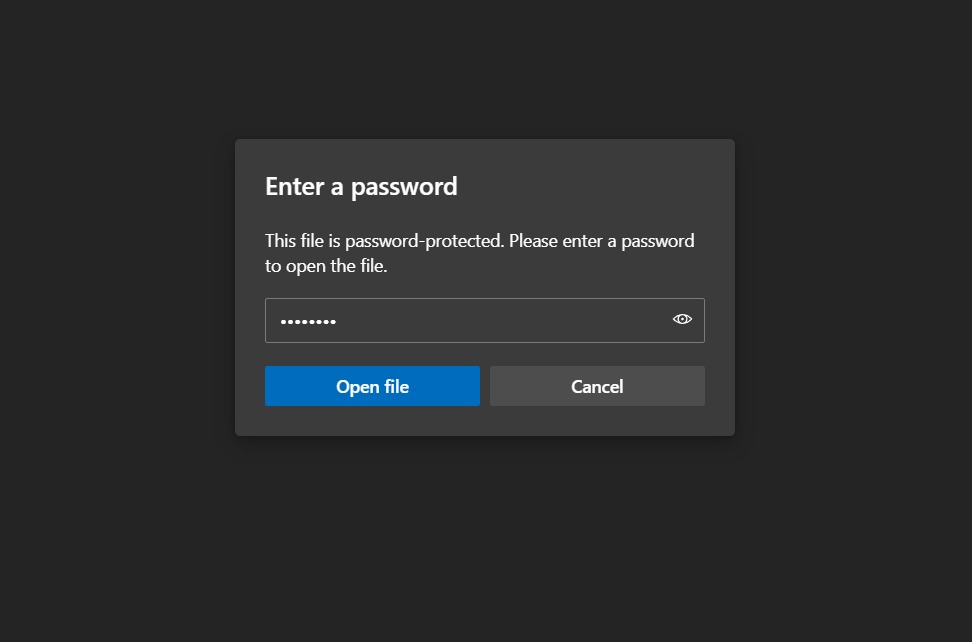 Enter a password
This file is password-protected. Please enter a password
to open the file.
••••••••
Open file
Cancel